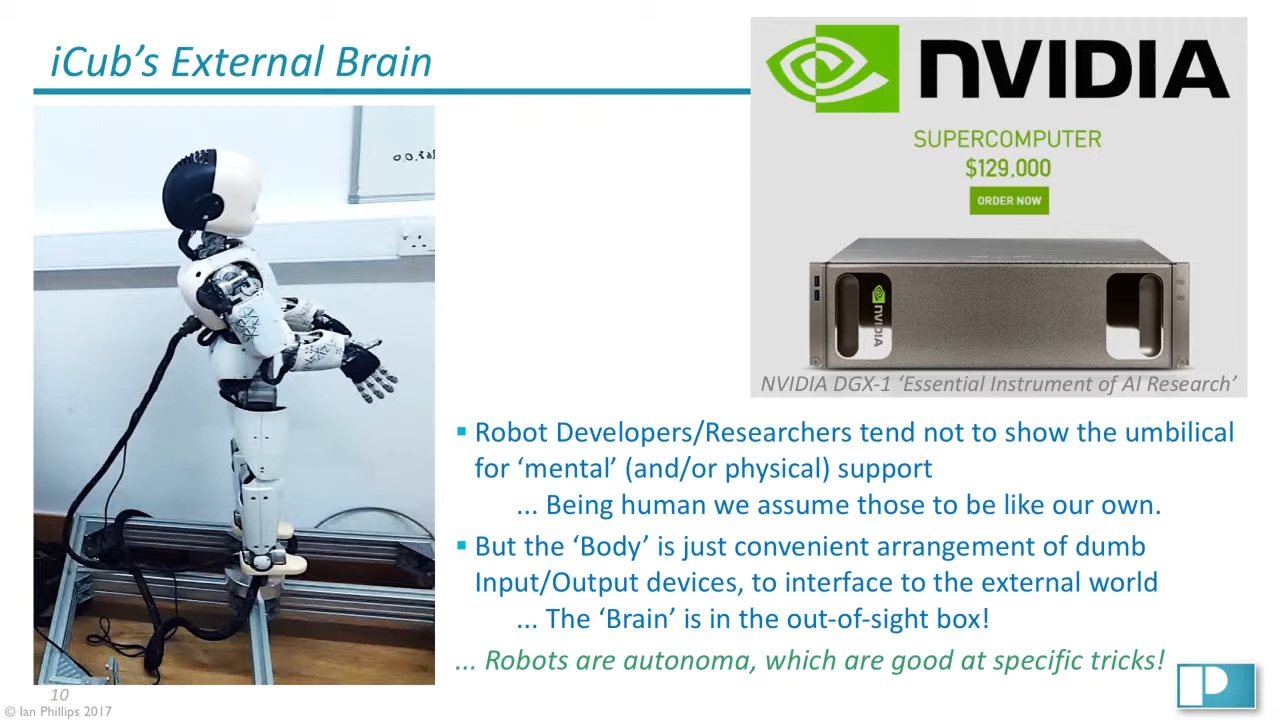 iCub’s External Brain
NVIDIA
SUPERCOMPUTER
$129,000
ORDER NOW
NVIDIA
NVIDIA DGX-1 ‘Essential Instrument of AI Research’
▪ Robot Developers/Researchers tend not to show the umbilical
for ‘mental’ (and/or physical) support
... Being human we assume those to be like our own.
▪ But the ‘Body’ is just convenient arrangement of dumb
Input/Output devices, to interface to the external world
... The ‘Brain’ is in the out-of-sight box!
... Robots are autonoma, which are good at specific tricks!
P
10
© Ian Phillips 2017